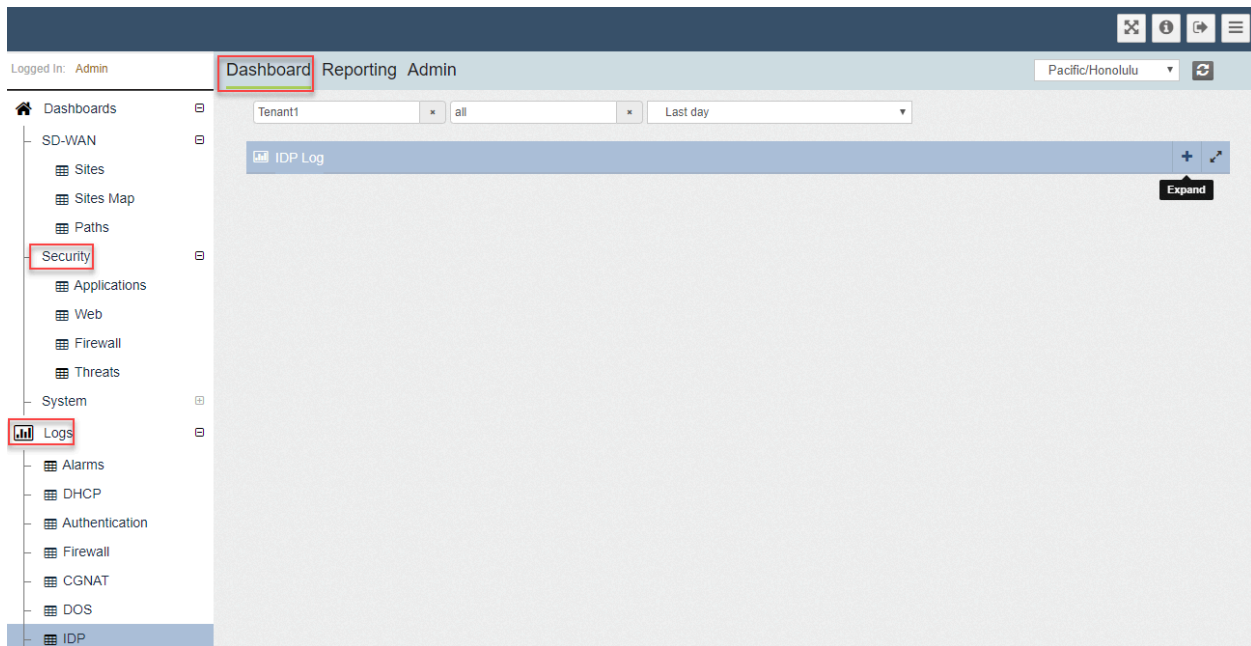 Logged In: Admin
Dashboard Reporting Admin
Pacific/Honolulu
Dashboards
SD-WAN
Sites
Sites Map
Paths
Security
Applications
Web
Firewall
Threats
System
Logs
Alarms
DHCP
Authentication
Firewall
CGNAT
DOS
IDP
Tenant1 × all × Last day
IDP Log
Expand